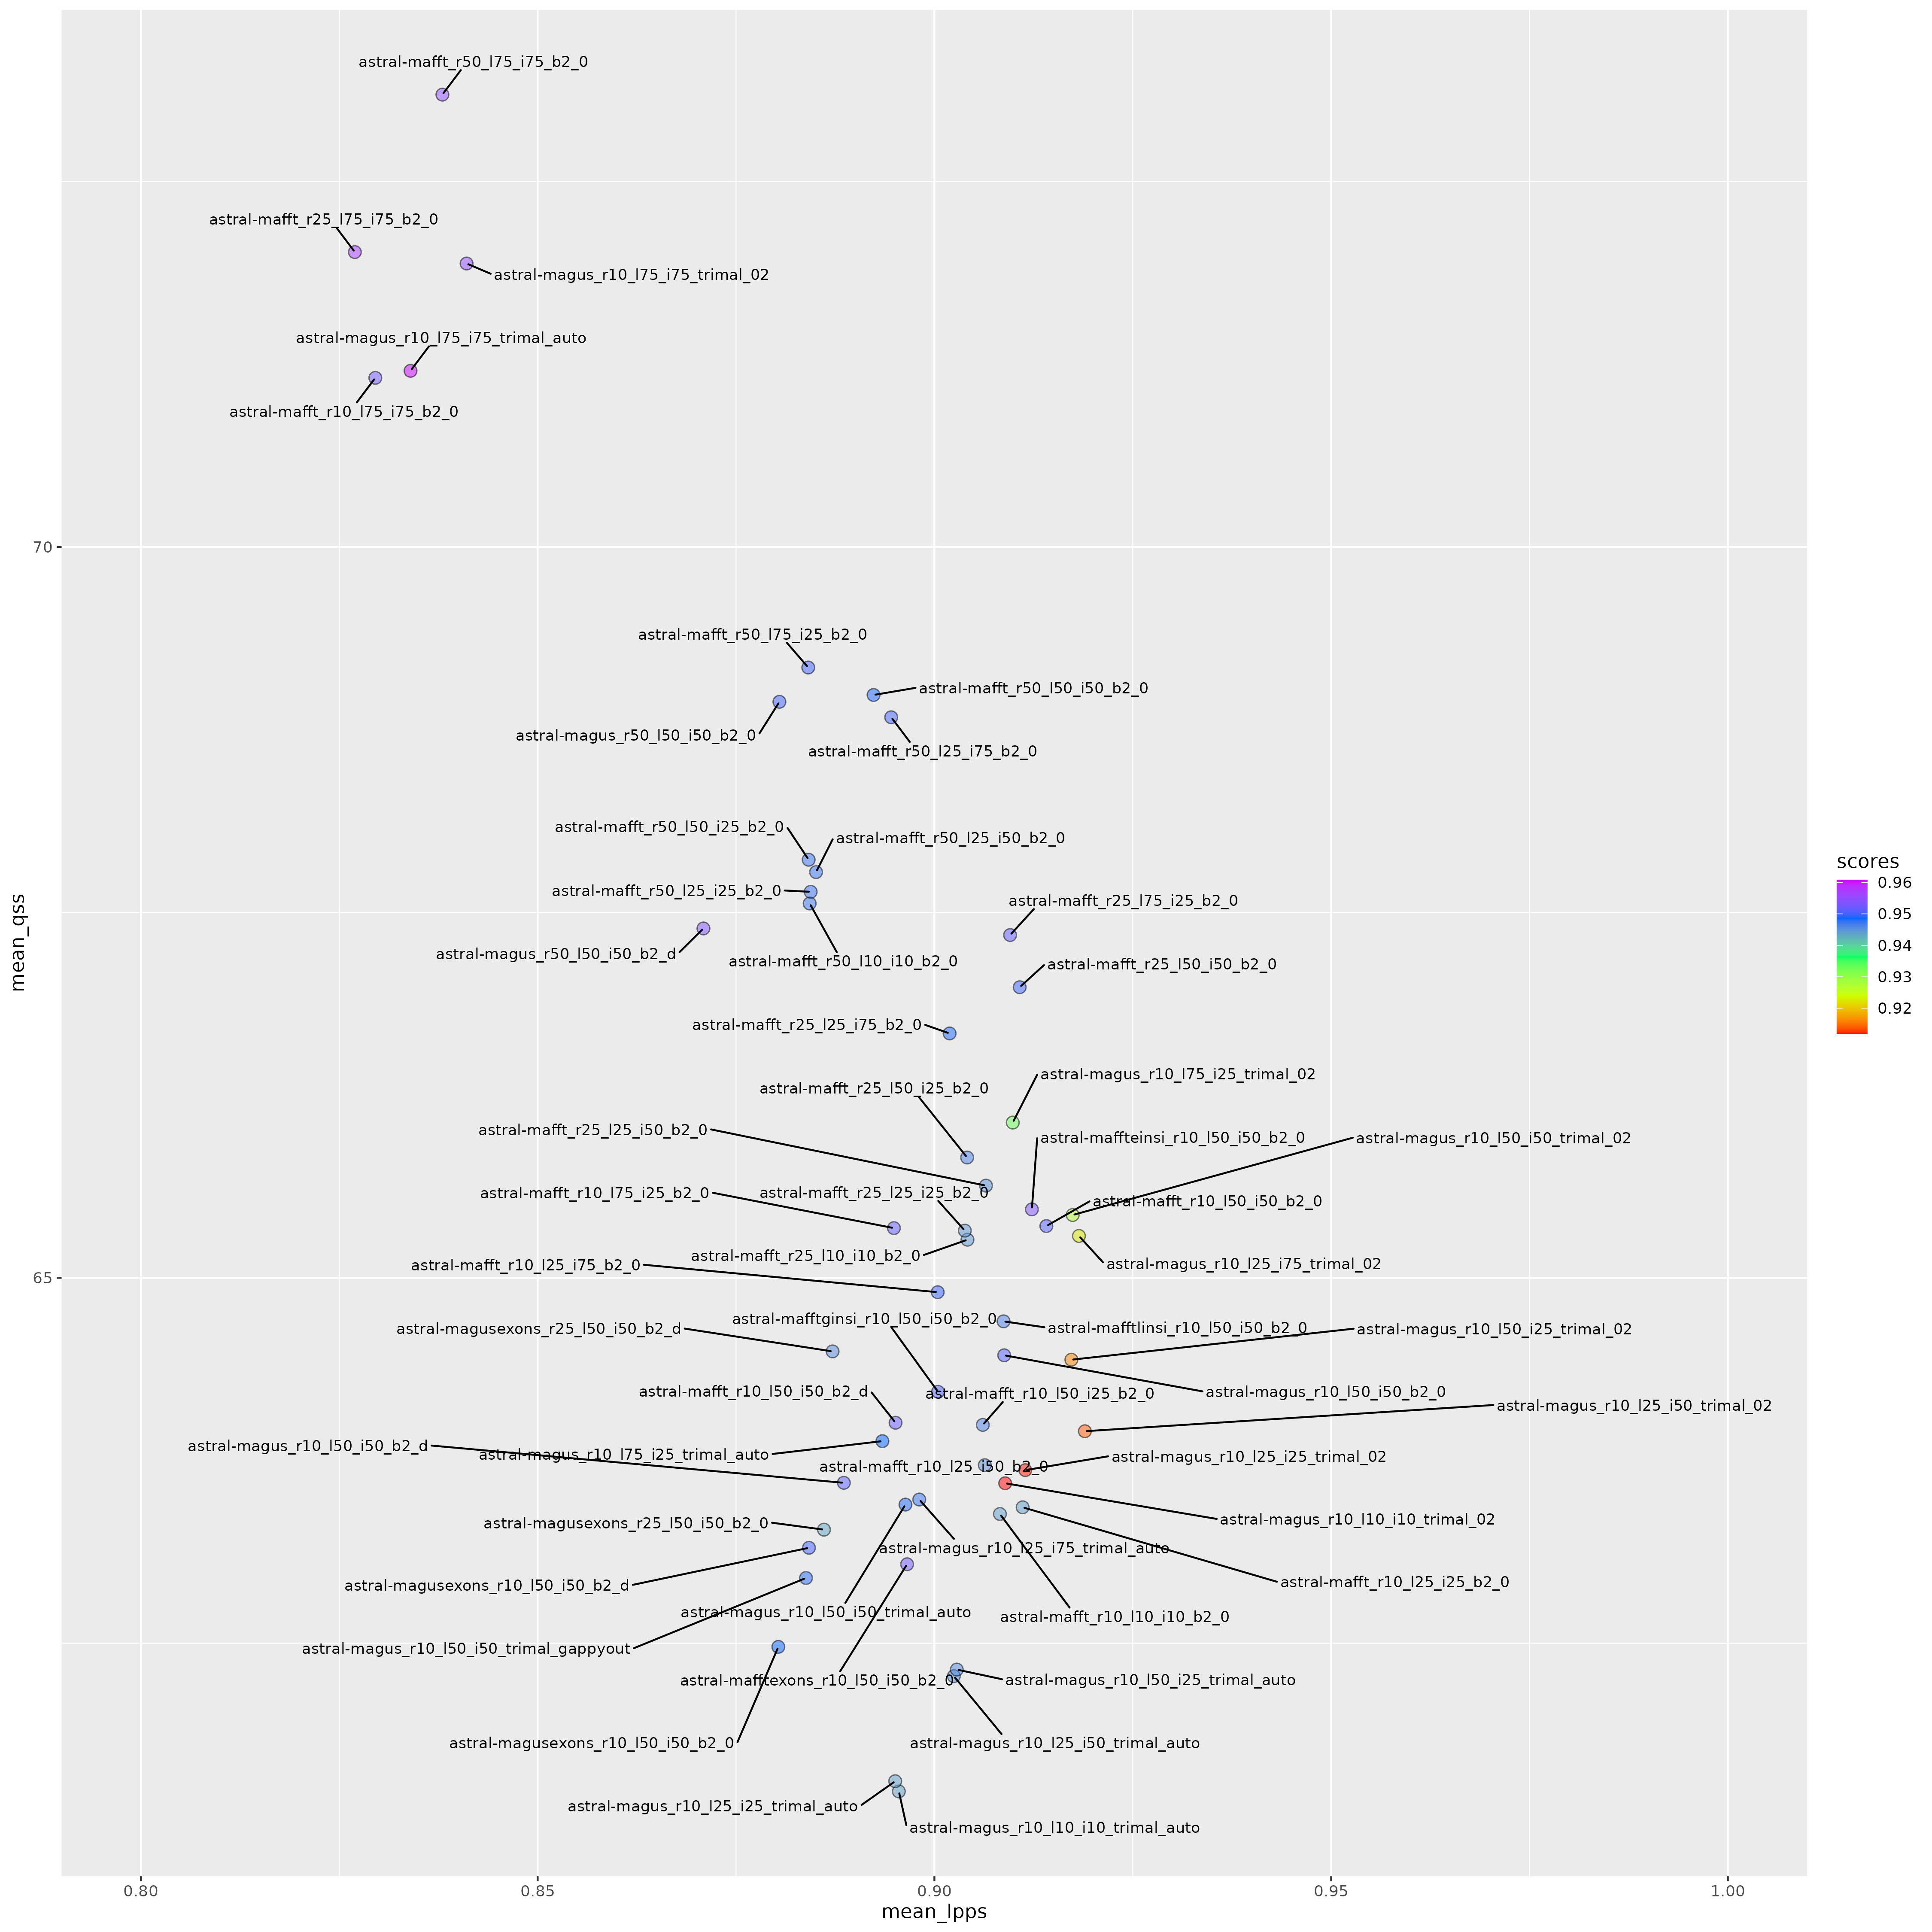 astral-mafft_r50_l75_i75_b2_0
astral-mafft_r25_l75_i75_b2_0
astral-magus_r10_l75_i75_trimal_02
astral-magus_r10_l75_i75_trimal_auto
astral-mafft_r10_l75_i75_b2_0
70
astral-mafft_r50_l75_i25_b2_0
astral-mafft_r50_l50_i50_b2_0
astral-magus_r50_l50_i50_b2_0
astral-mafft_r50_l25_i75_b2_0
astral-mafft_r50_l50_i25_b2_0
astral-mafft_r50_l25_i50_b2_0
astral-mafft_r50_l25_i25_b2_0
astral-mafft_r25_l75_i25_b2_0
astral-magus_r50_l50_i50_b2_d
astral-mafft_r50_l10_i10_b2_0
astral-mafft_r25_l50_i50_b2_0
mean_qss
astral-mafft_r25_l25_i75_b2_0
astral-magus_r10_l75_i25_trimal_02
astral-mafft_r25_l50_i25_b2_0
astral-mafft_r25_l25_i50_b2_0
astral-maffteinsi_r10_l50_i50_b2_0
astral-magus_r10_l50_i50_trimal_02
astral-mafft_r10_l75_i25_b2_0
astral-mafft_r25_l25_i25_b2_0
astral-mafft_r10_l50_i50_b2_0
astral-mafft_r25_l10_i10_b2_0
astral-mafft_r10_l25_i75_b2_0
astral-magus_r10_l25_i75_trimal_02
65
astral-mafftginsi_r10_l50_i50_b2_0
astral-magusexons_r25_l50_i50_b2_d
astral-mafftlinsi_r10_l50_i50_b2_0
astral-magus_r10_l50_i25_trimal_02
astral-mafft_r10_l50_i50_b2_d
astral-mafft_r10_l50_i25_b2_0
astral-magus_r10_l50_i50_b2_0
astral-magus_r10_l25_i50_trimal_02
astral-magus_r10_l50_i50_b2_d
astral-magus_r10_l75_i25_trimal_auto
astral-mafft_r10_l25_i50_b2_0
astral-magus_r10_l25_i25_trimal_02
astral-magusexons_r25_l50_i50_b2_0
astral-magus_r10_l10_i10_trimal_02
astral-magus_r10_l25_i75_trimal_auto
astral-magusexons_r10_l50_i50_b2_d
astral-mafft_r10_l25_i25_b2_0
astral-magus_r10_l50_i50_trimal_auto
astral-mafft_r10_l10_i10_b2_0
astral-magus_r10_l50_i50_trimal_gappyout
astral-mafftexons_r10_l50_i50_b2_0
astral-magus_r10_l50_i25_trimal_auto
astral-magusexons_r10_l50_i50_b2_0
astral-magus_r10_l25_i50_trimal_auto
astral-magus_r10_l25_i25_trimal_auto
astral-magus_r10_l10_i10_trimal_auto
0.80
0.85
0.90
0.95
1.00
mean_lpps
scores
0.96
0.95
0.94
0.93
0.92